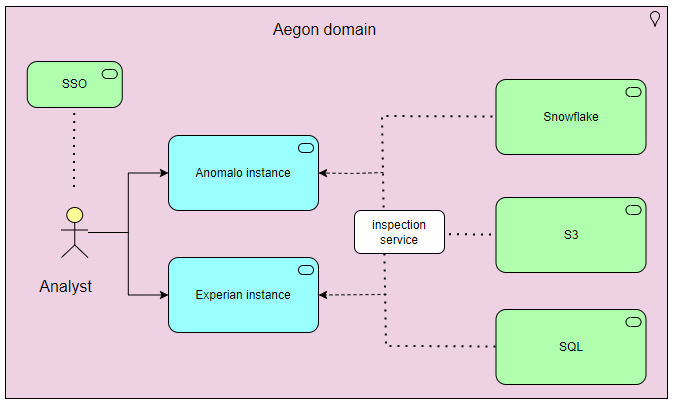 Aegon domain
SSO
Snowflake
Anomalo instance
inspection
service
S3
Analyst
Experian instance
SQL